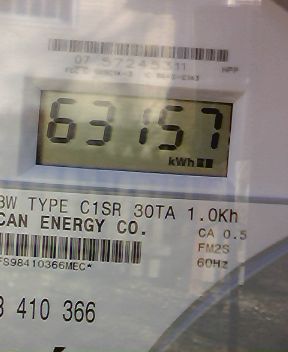 07 57245311
63157
kWh
3W TYPE C1SR 30TA 1.0Kh
CAN ENERGY CO.
CA 0.5
FM2S
60Hz
FS98410366MEC*
3 410 366